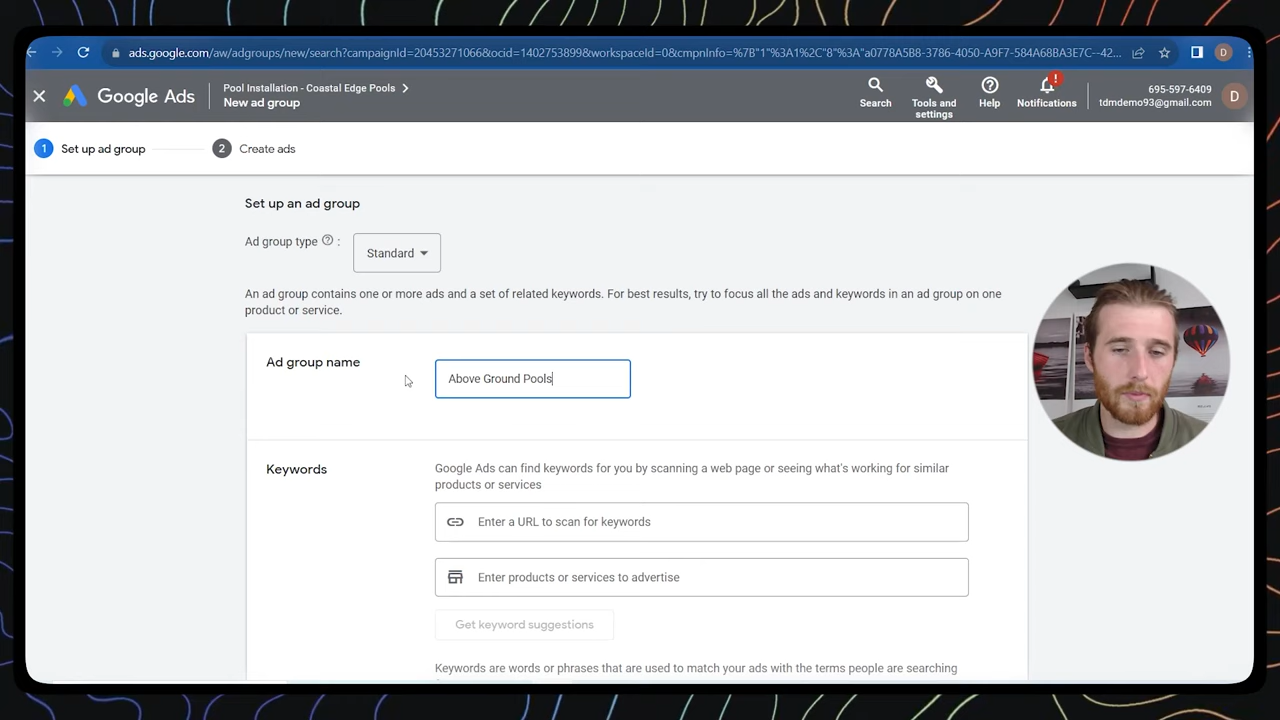 ads.google.com/aw/adgroups/new/search?campaignId=20453271066&ocid=1402753899&workspaceId=0&cmpnInfo=%7B"1"%3A1%2C"8"%3A"a0778A5B8-3786-4050-A9F7-584A68BA3E7C--42...
D
Google Ads
Pool Installation - Coastal Edge Pools
New ad group
Search
Tools and
settings
Help
!
Notifications
695-597-6409
tdmdemo93@gmail.com
D
1 Set up ad group
2 Create ads
Set up an ad group
Ad group type ? :
Standard
An ad group contains one or more ads and a set of related keywords. For best results, try to focus all the ads and keywords in an ad group on one
product or service.
Ad group name
Above Ground Pools
Keywords
Google Ads can find keywords for you by scanning a web page or seeing what's working for similar
products or services
Enter a URL to scan for keywords
Enter products or services to advertise
Get keyword suggestions
Keywords are words or phrases that are used to match your ads with the terms people are searching